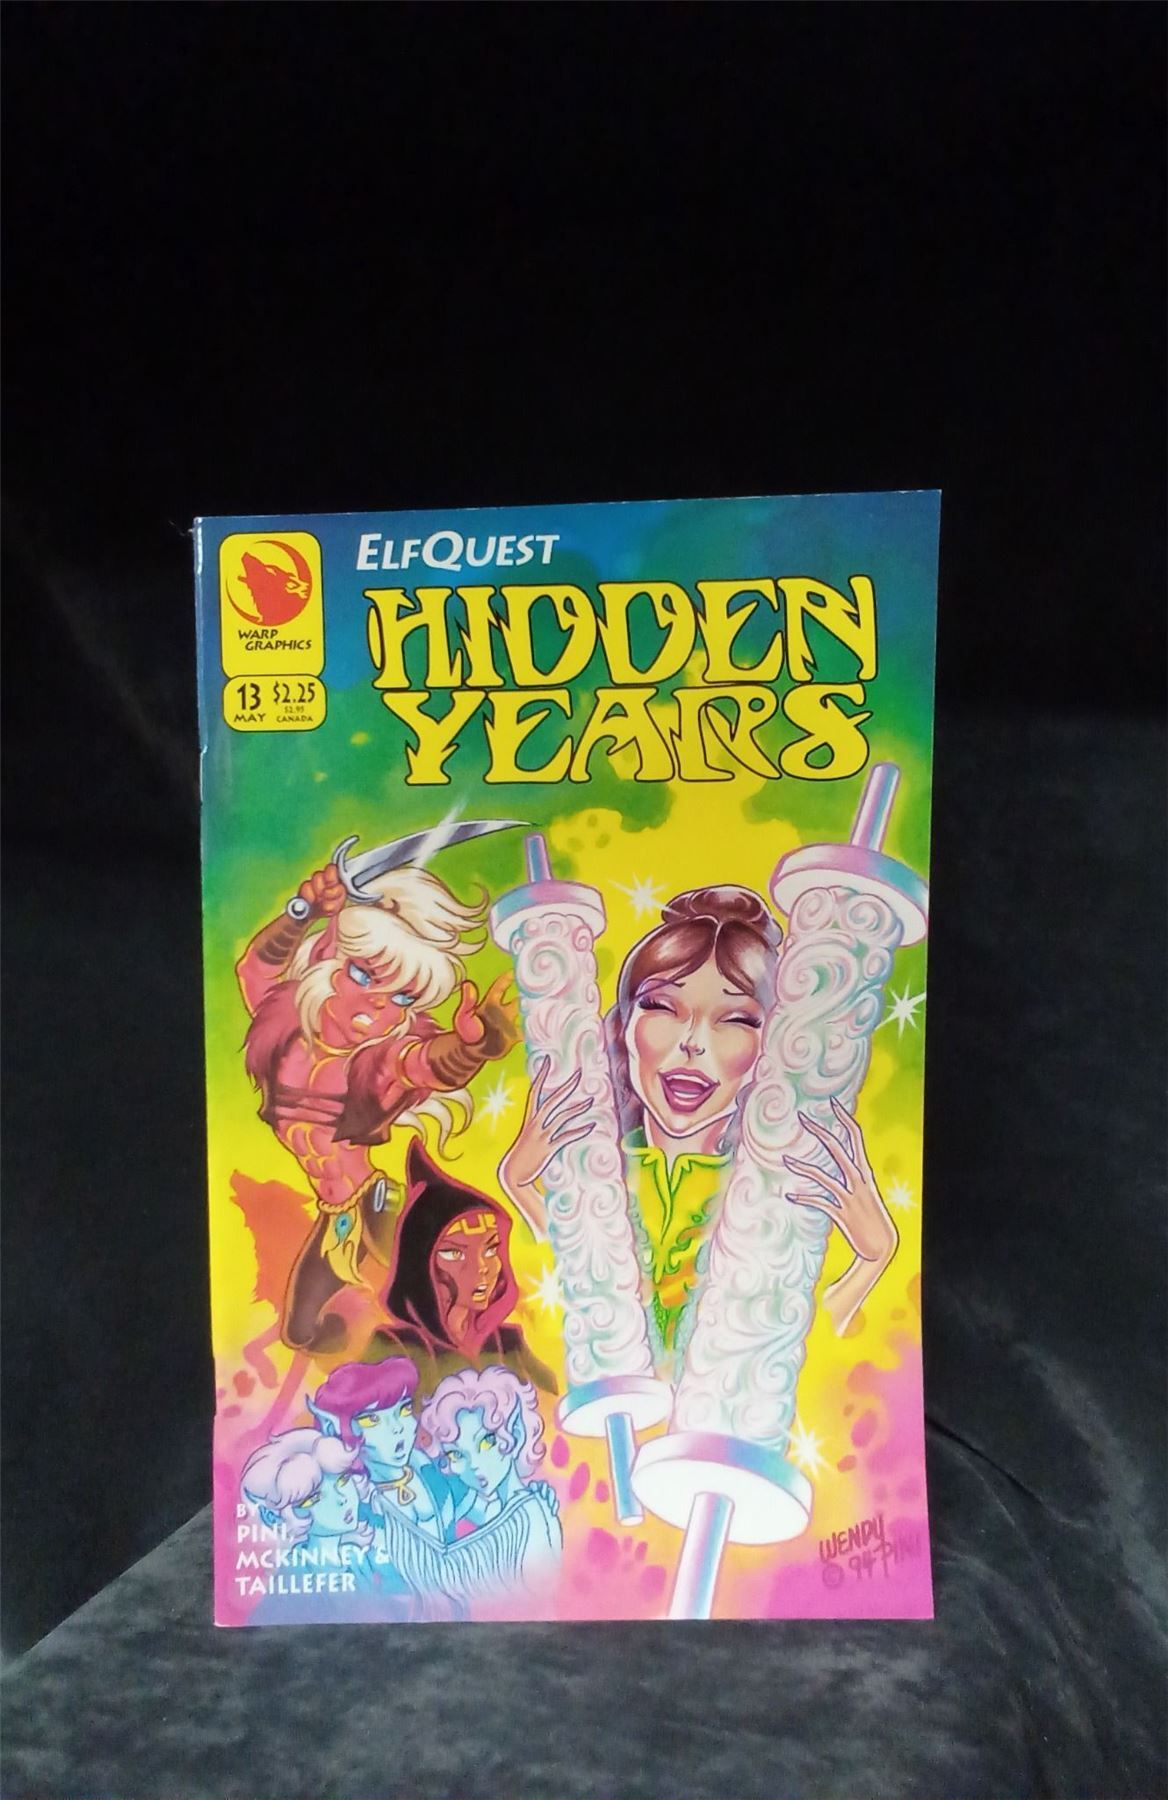 ELFQUEST
HIDDEN
YEARS
WARP
GRAPHICS
13 $2.25
$2.95
MAY CANADA
BY
PINI,
MCKINNEY &
TAILLEFER
WENDY
© 94 PINI